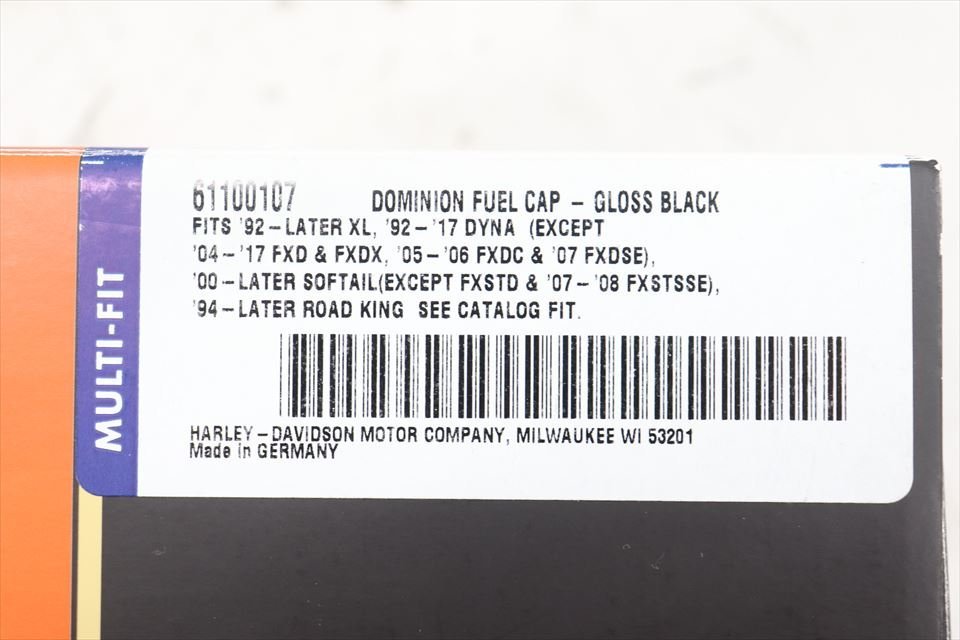 61100107 DOMINION FUEL CAP - GLOSS BLACK
FITS '92-LATER XL, '92-'17 DYNA (EXCEPT
'04-'17 FXD & FXDX, '05-'06 FXDC & '07 FXDSE),
'00-LATER SOFTAIL(EXCEPT FXSTD & '07-'08 FXSTSSE),
'94-LATER ROAD KING SEE CATALOG FIT.
HARLEY-DAVIDSON MOTOR COMPANY, MILWAUKEE WI 53201
Made in GERMANY
MULTI-FIT